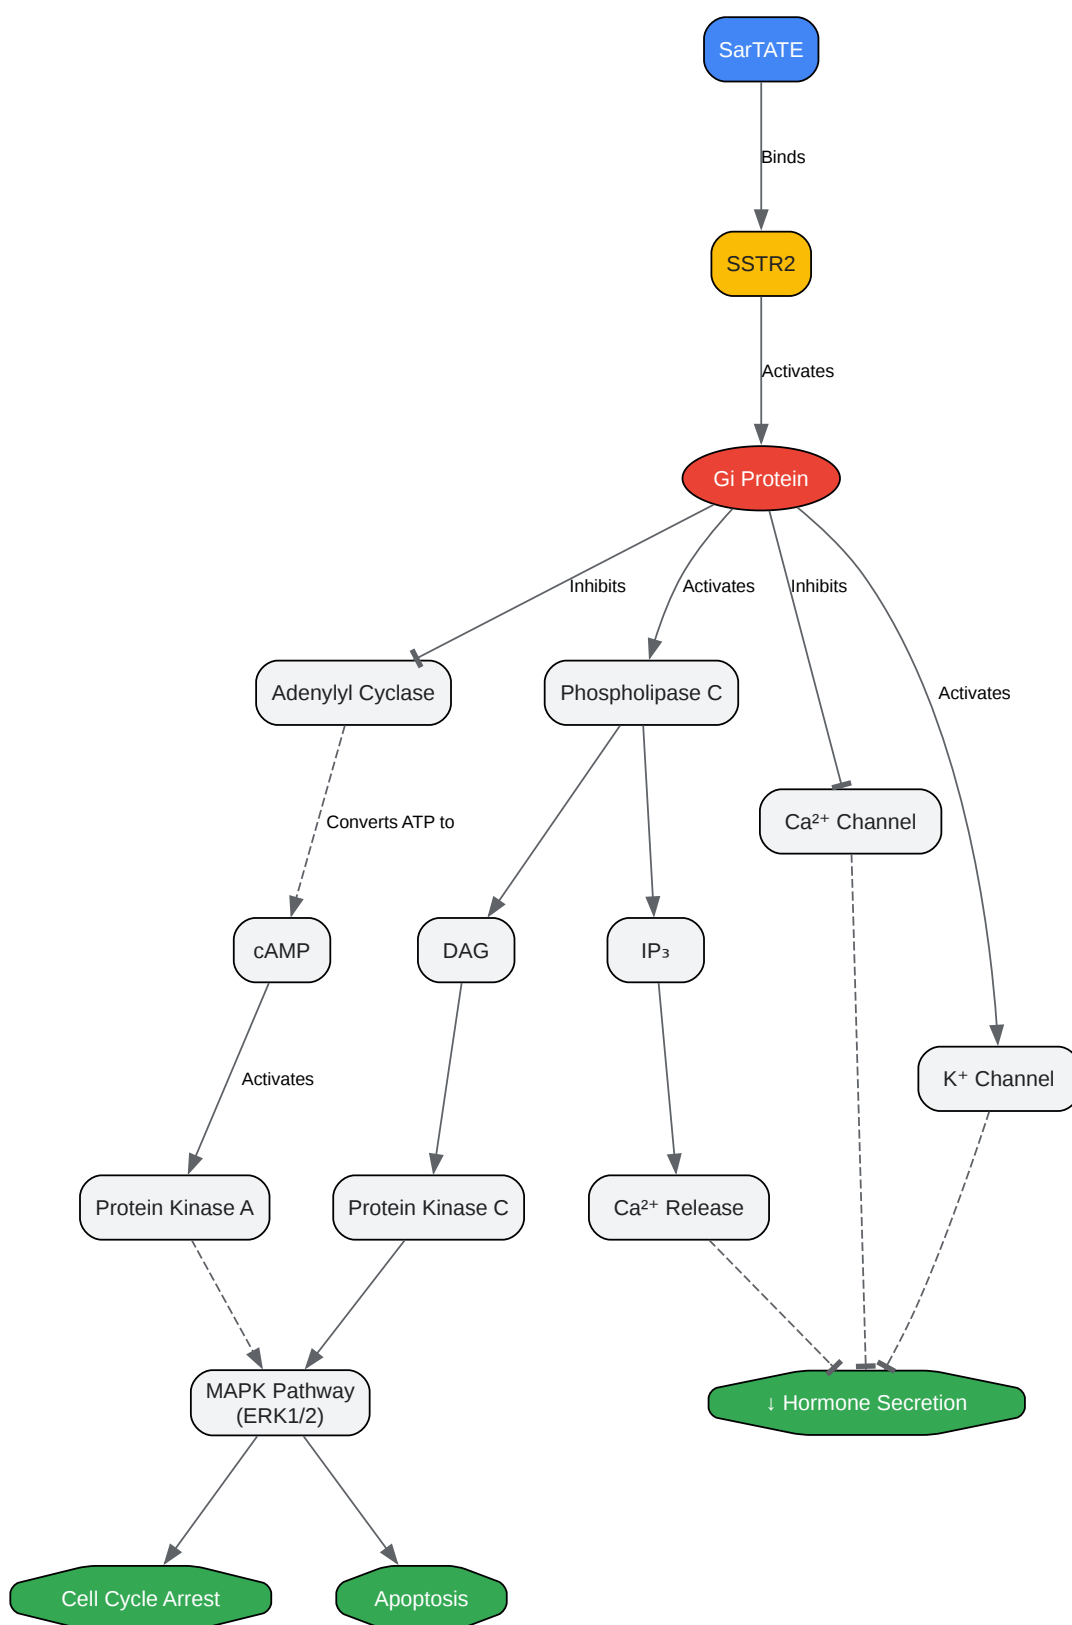 SarTATE
Binds
SSTR2
Activates
Gi Protein
Inhibits
Activates
Inhibits
Activates
Adenylyl Cyclase
Phospholipase C
Converts ATP to
Ca²⁺ Channel
cAMP
DAG
IP₃
Activates
K⁺ Channel
Protein Kinase A
Protein Kinase C
Ca²⁺ Release
MAPK Pathway
(ERK1/2)
↓ Hormone Secretion
Cell Cycle Arrest
Apoptosis